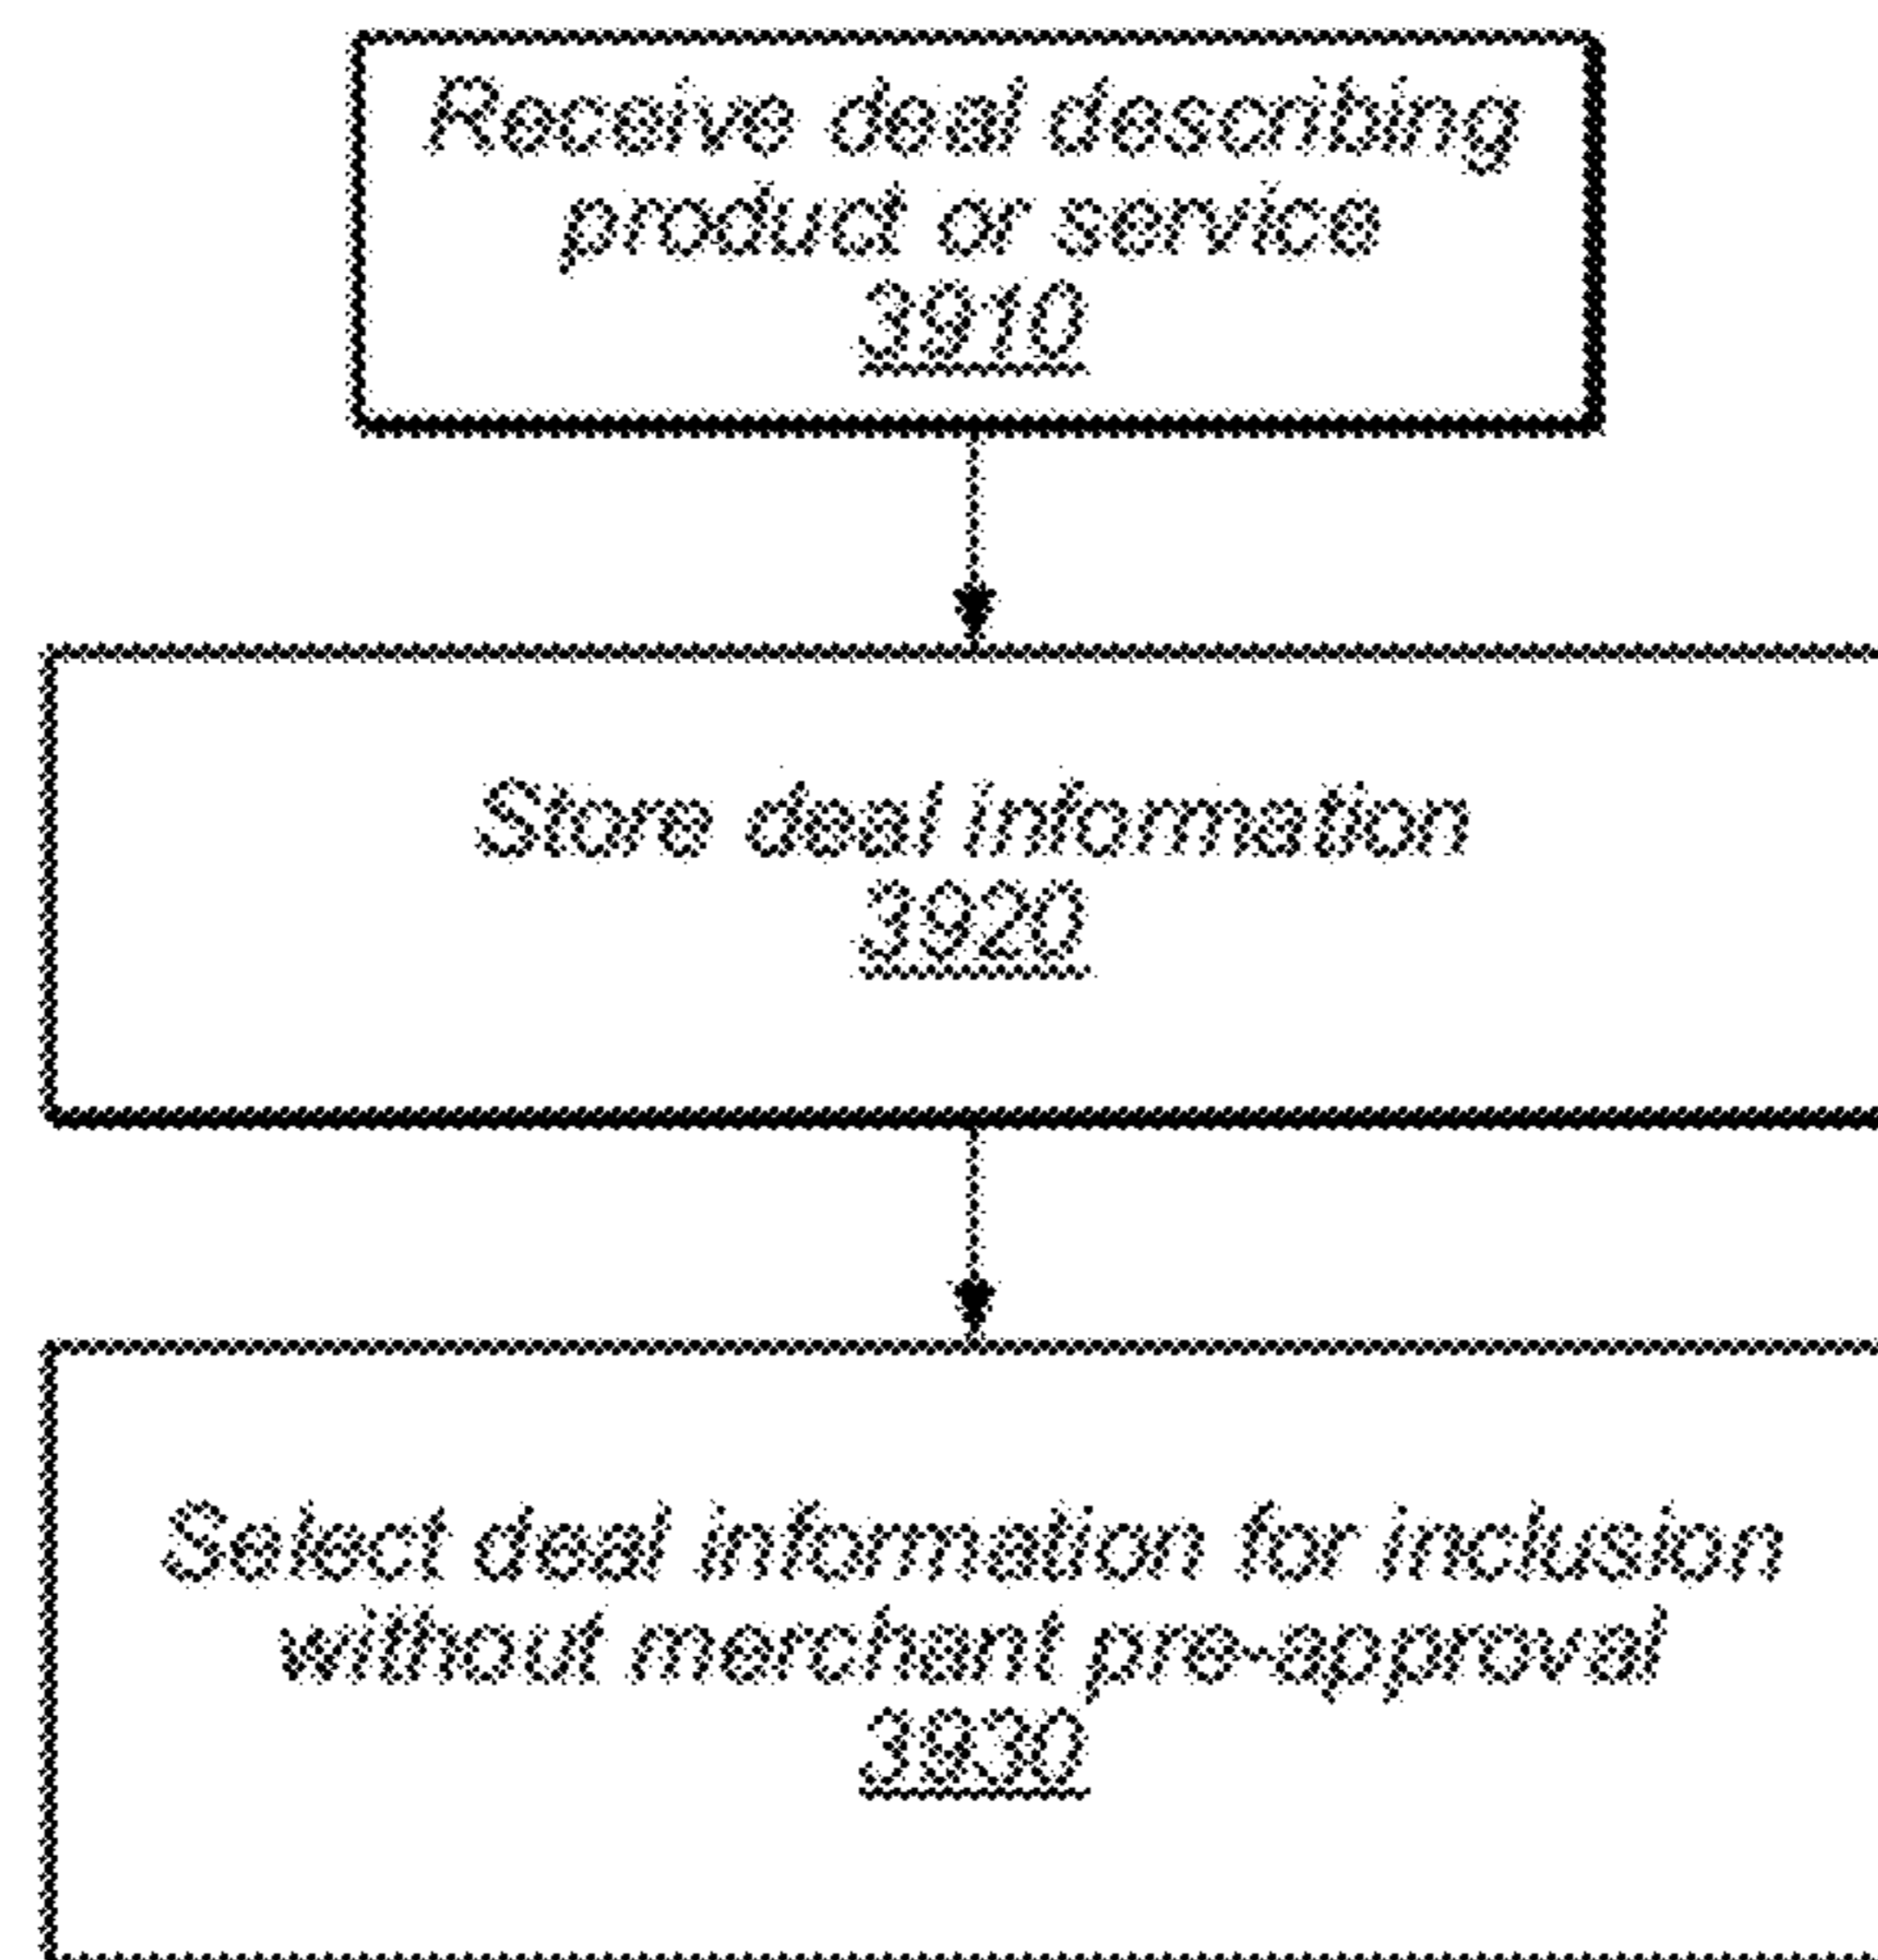 Receive deal describing
product or service
3910
Store deal information
3920
Select deal information for inclusion
without merchant pre-approval
3930